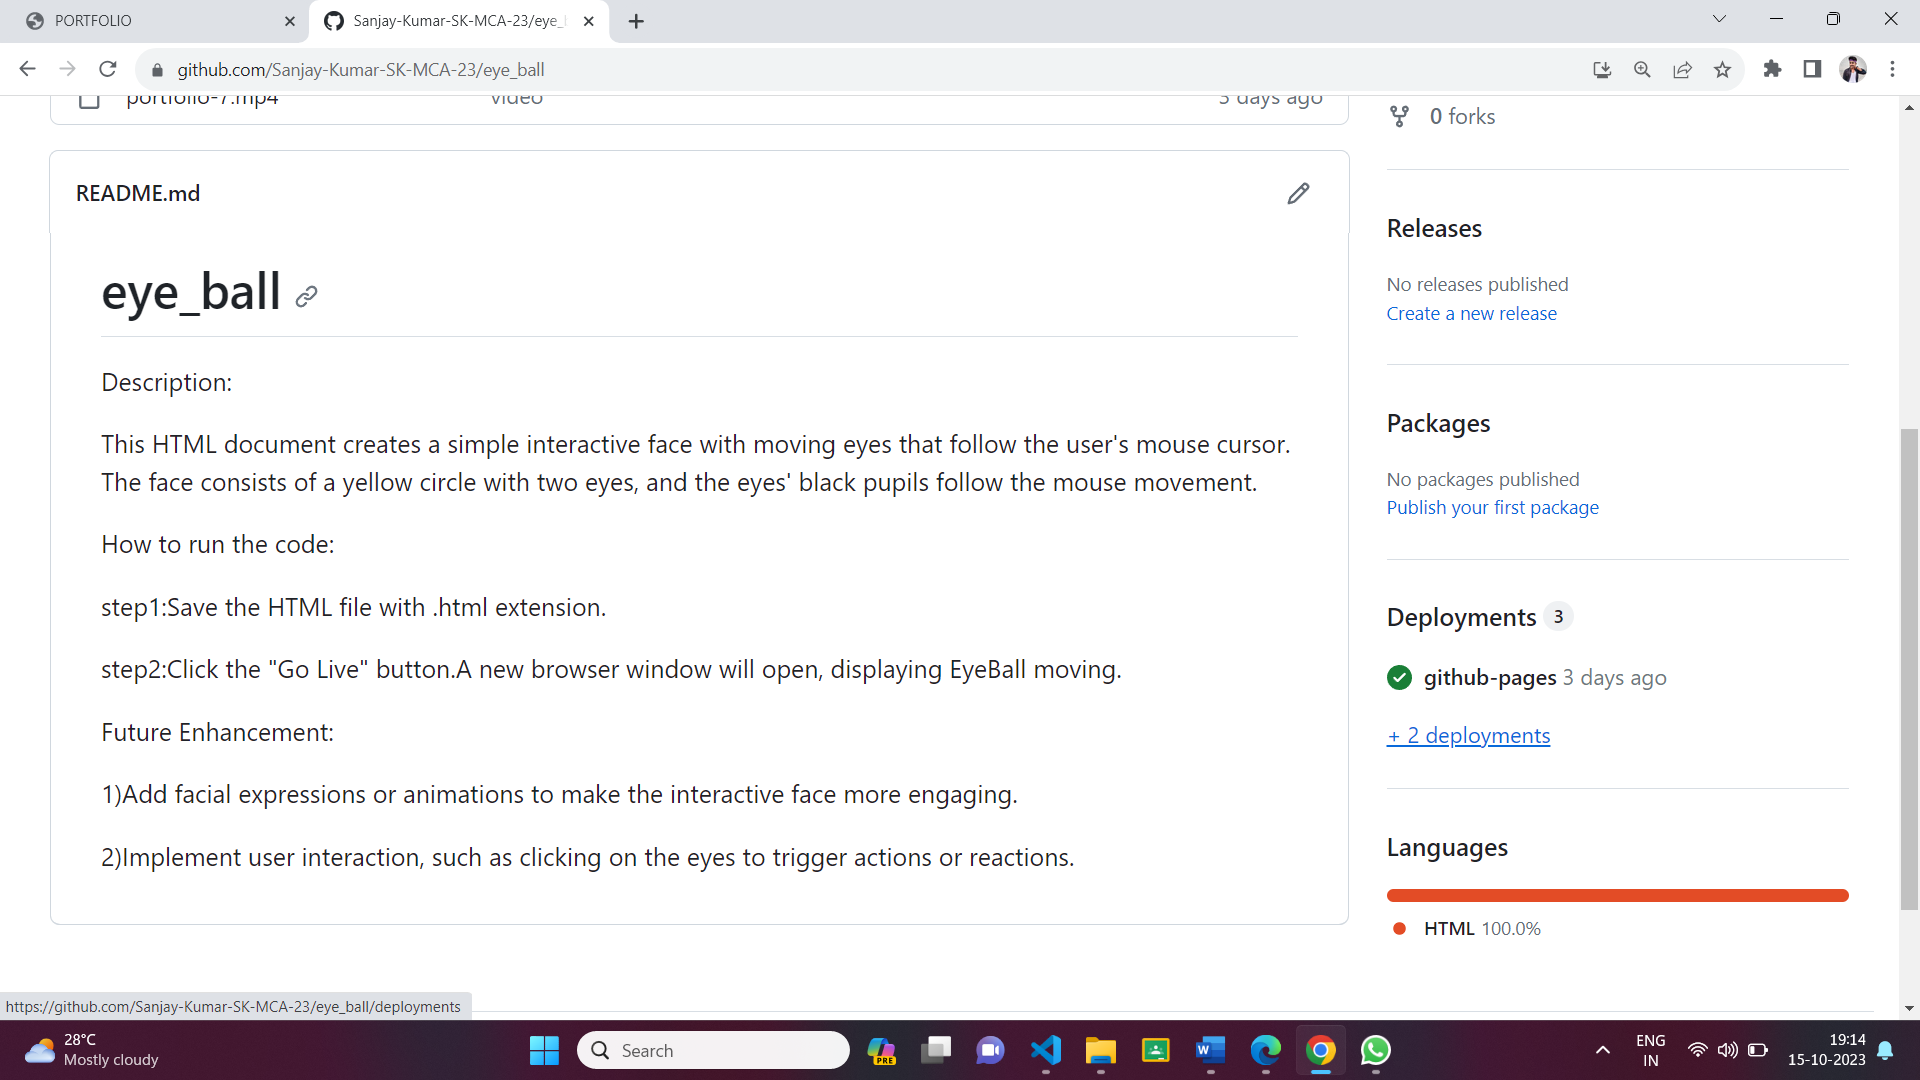 PORTFOLIO
Sanjay-Kumar-SK-MCA-23/eye_b
github.com/Sanjay-Kumar-SK-MCA-23/eye_ball
portfolio-7.mp4 video 3 days ago
0 forks
README.md
eye_ball
Description:
This HTML document creates a simple interactive face with moving eyes that follow the user's mouse cursor.
The face consists of a yellow circle with two eyes, and the eyes' black pupils follow the mouse movement.
How to run the code:
step1:Save the HTML file with .html extension.
step2:Click the "Go Live" button.A new browser window will open, displaying EyeBall moving.
Future Enhancement:
1)Add facial expressions or animations to make the interactive face more engaging.
2)Implement user interaction, such as clicking on the eyes to trigger actions or reactions.
Releases
No releases published
Create a new release
Packages
No packages published
Publish your first package
Deployments 3
github-pages 3 days ago
+ 2 deployments
Languages
HTML 100.0%
https://github.com/Sanjay-Kumar-SK-MCA-23/eye_ball/deployments
28°C
Mostly cloudy
Search
PRE
ENG
IN
19:14
15-10-2023